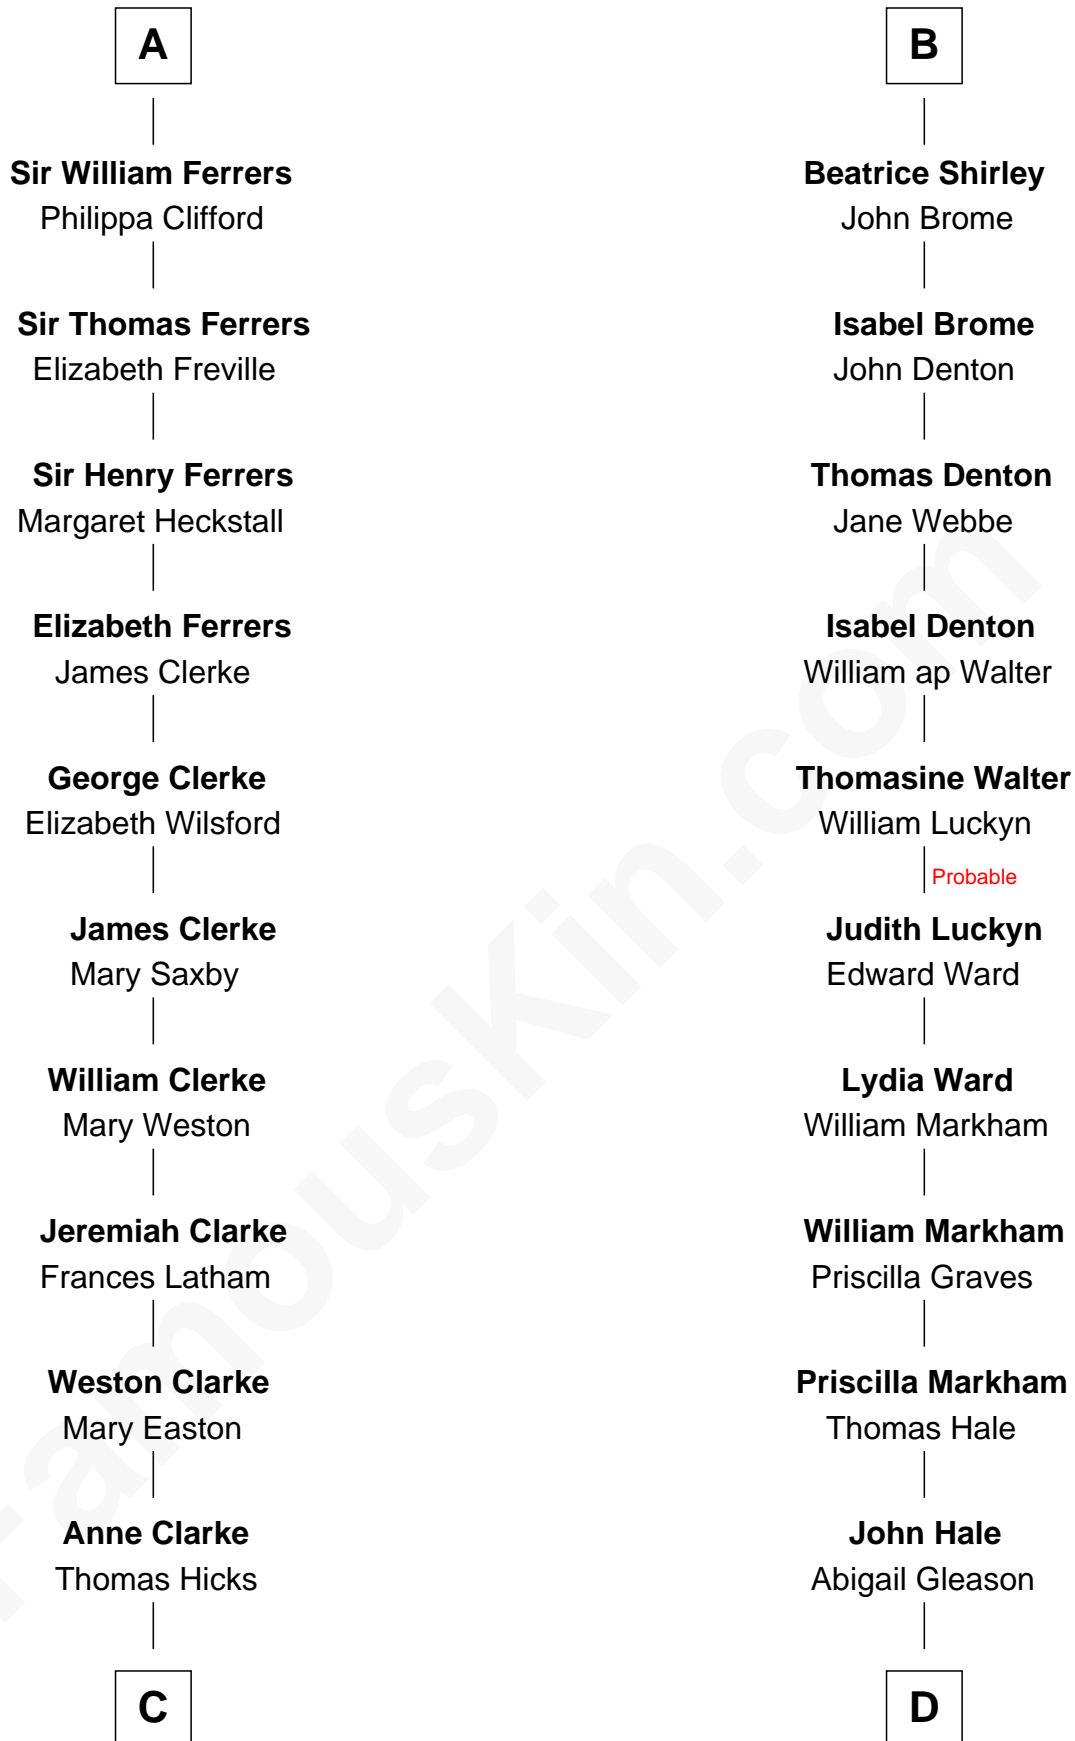 A
Sir William Ferrers
Philippa Clifford
Sir Thomas Ferrers
Elizabeth Freville
Sir Henry Ferrers
Margaret Heckstall
Elizabeth Ferrers
James Clerke
George Clerke
Elizabeth Wilsford
James Clerke
Mary Saxby
William Clerke
Mary Weston
Jeremiah Clarke
Frances Latham
Weston Clarke
Mary Easton
Anne Clarke
Thomas Hicks
C
B
Beatrice Shirley
John Brome
Isabel Brome
John Denton
Thomas Denton
Jane Webbe
Isabel Denton
William ap Walter
Thomasine Walter
William Luckyn
Probable
Judith Luckyn
Edward Ward
Lydia Ward
William Markham
William Markham
Priscilla Graves
Priscilla Markham
Thomas Hale
John Hale
Abigail Gleason
D
FamousKin.com